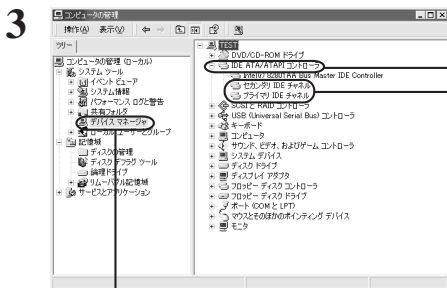 3
コンピュータの管理
操作(A) 表示(V)
ツリー
コンピュータの管理 (ローカル)
システム ツール
イベント ビューア
システム情報
パフォーマンス ログと警告
共有フォルダ
デバイス マネージャ
ローカル ユーザーとグループ
記憶域
ディスクの管理
ディスク デフラグ ツール
論理ドライブ
リムーバブル記憶域
サービスとアプリケーション
TEST
DVD/CD-ROM ドライブ
IDE ATA/ATAPI コントローラ
Intel(r) 82801AA Bus Master IDE Controller
セカンダリ IDE チャネル
プライマリ IDE チャネル
SCSI と RAID コントローラ
USB (Universal Serial Bus) コントローラ
キーボード
コンピュータ
サウンド、ビデオ、およびゲーム コントローラ
システム デバイス
ディスク ドライブ
ディスプレイ アダプタ
フロッピー ディスク コントローラ
フロッピー ディスク ドライブ
ポート (COM と LPT)
マウスとそのほかのポインティング デバイス
モニタ